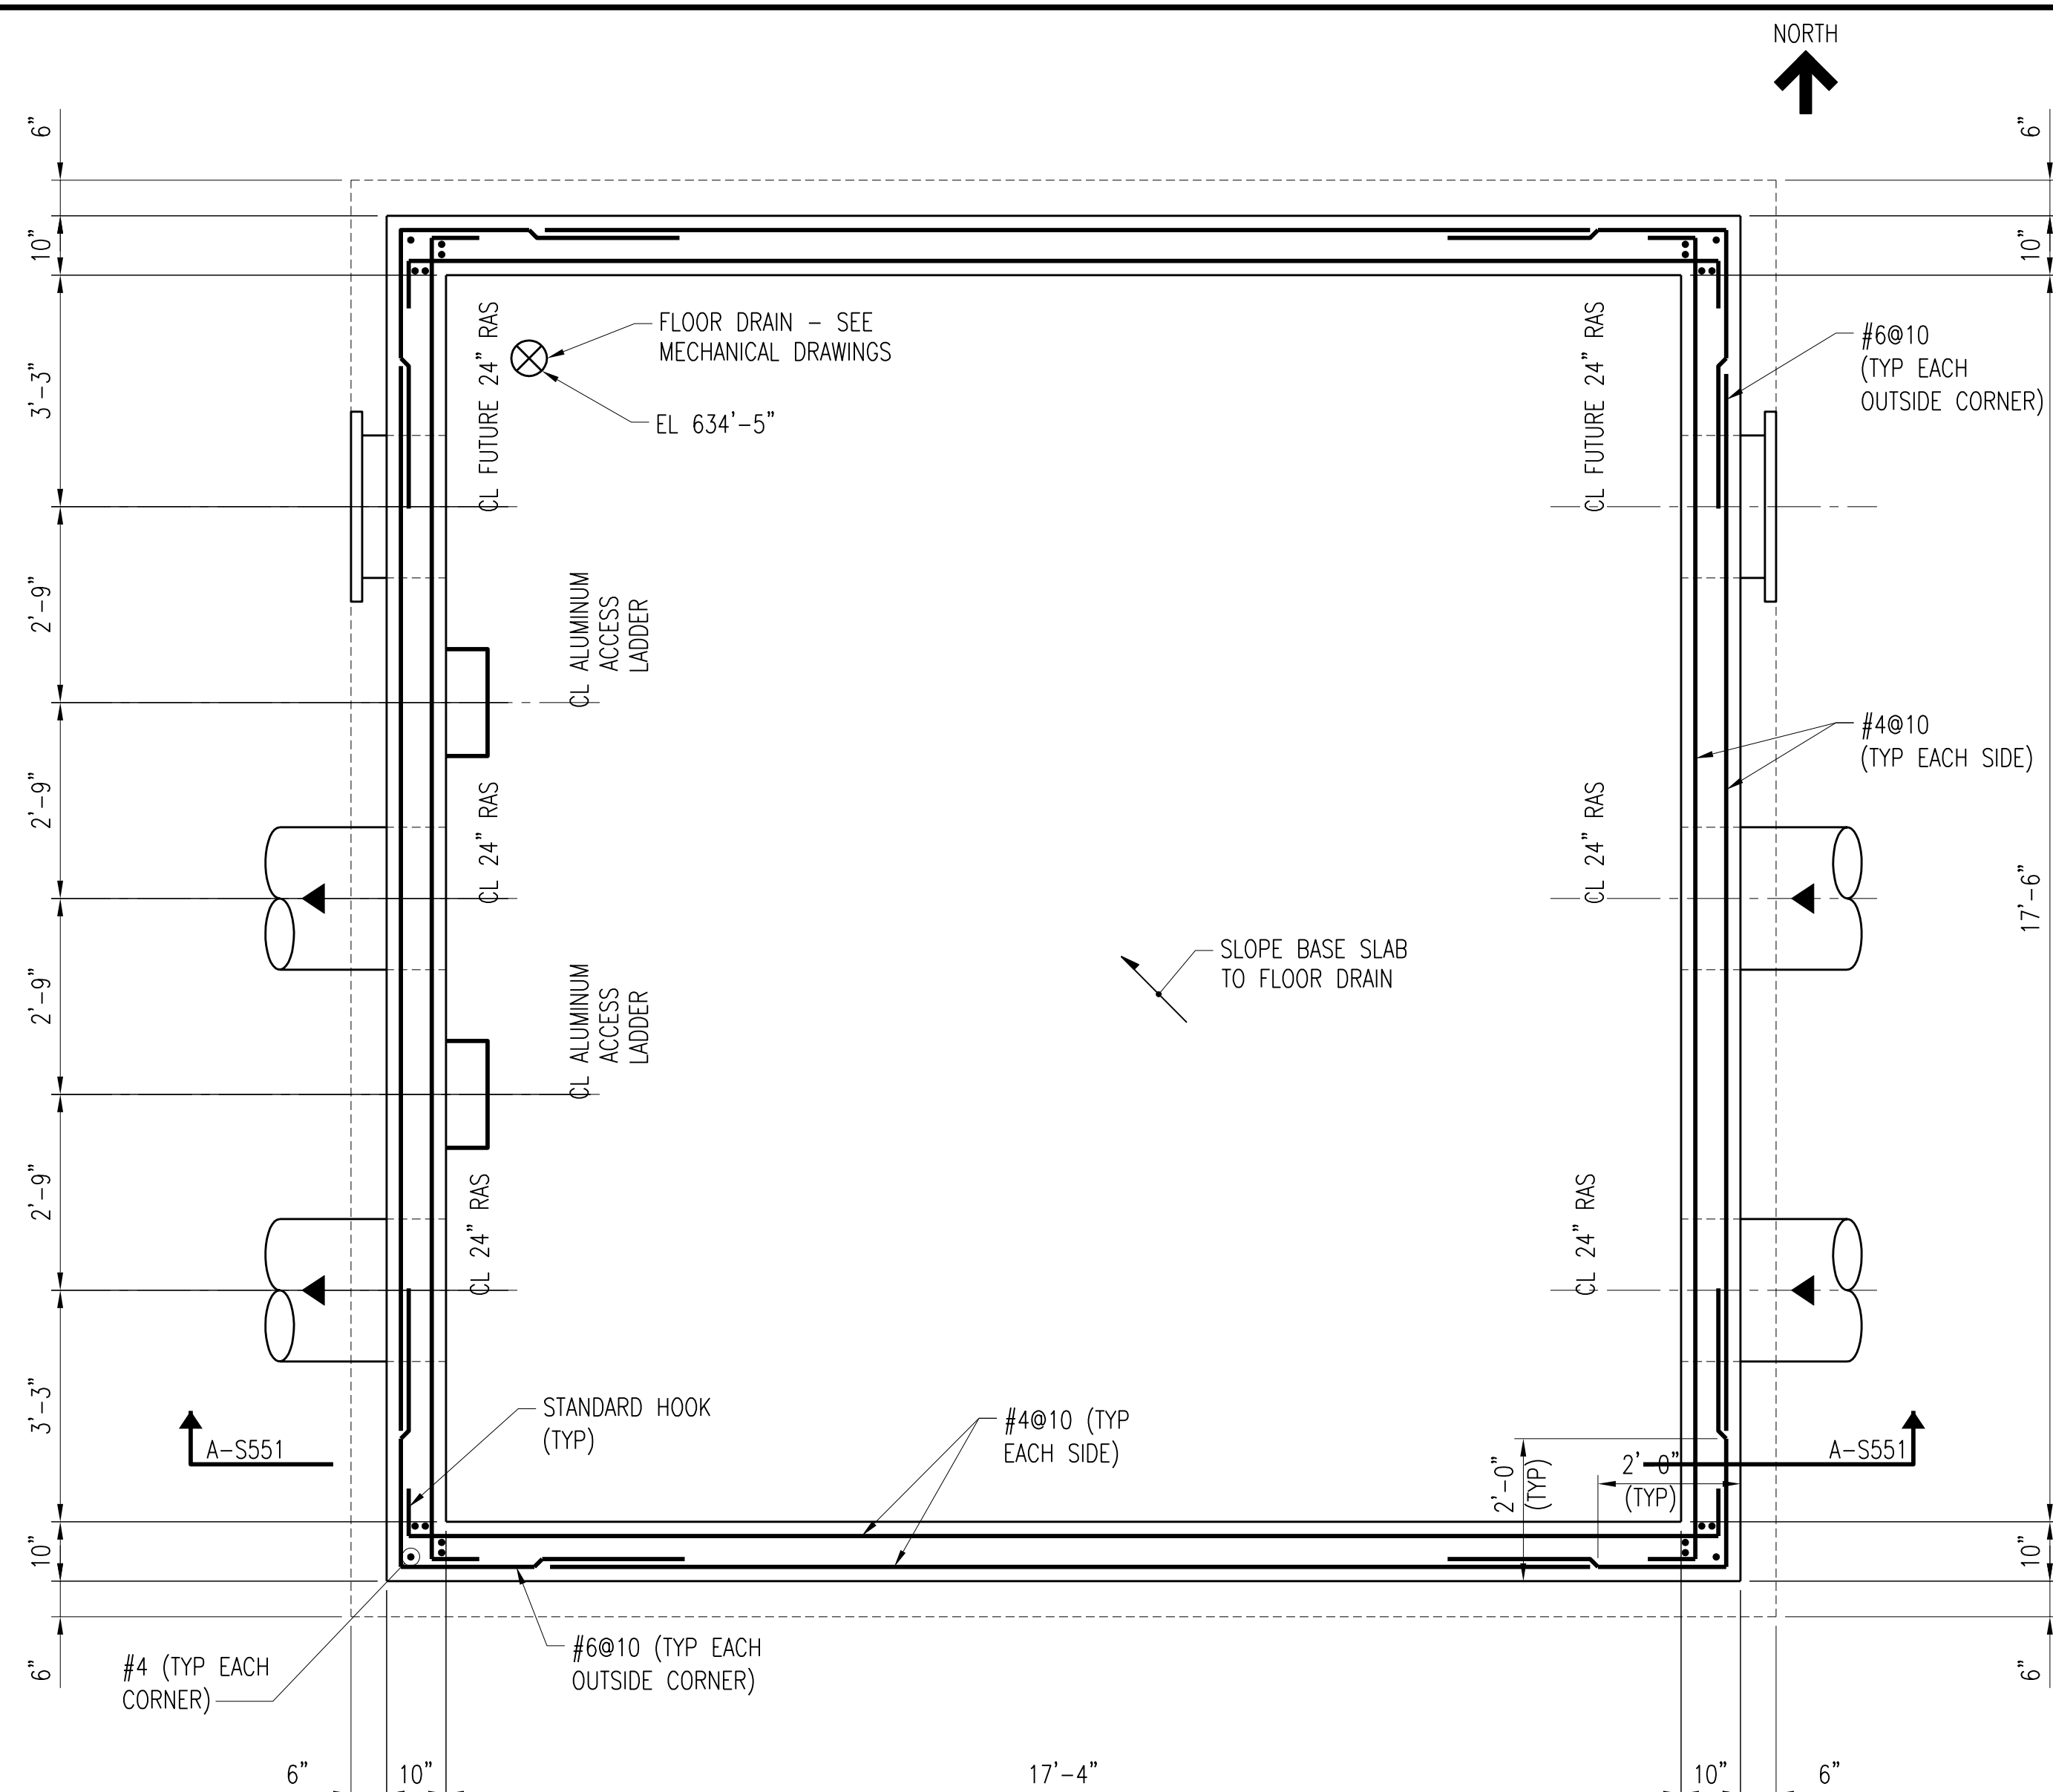 NORTH
6"
6"
10"
10"
3'-3"
CL FUTURE 24" RAS
FLOOR DRAIN – SEE
MECHANICAL DRAWINGS
EL 634'-5"
CL FUTURE 24" RAS
#6@10
(TYP EACH
OUTSIDE CORNER)
2'-9"
CL ALUMINUM
ACCESS
LADDER
#4@10
(TYP EACH SIDE)
2'-9"
CL 24" RAS
CL 24" RAS
17'-6"
SLOPE BASE SLAB
TO FLOOR DRAIN
2'-9"
CL ALUMINUM
ACCESS
LADDER
2'-9"
CL 24" RAS
CL 24" RAS
3'-3"
STANDARD HOOK
(TYP)
#4@10 (TYP
EACH SIDE)
A-S551
2'-0"
(TYP)
2'-0"
(TYP)
A-S551
10"
10"
#4 (TYP EACH
CORNER)
#6@10 (TYP EACH
OUTSIDE CORNER)
6"
6"
6"
10"
17'-4"
10"
6"